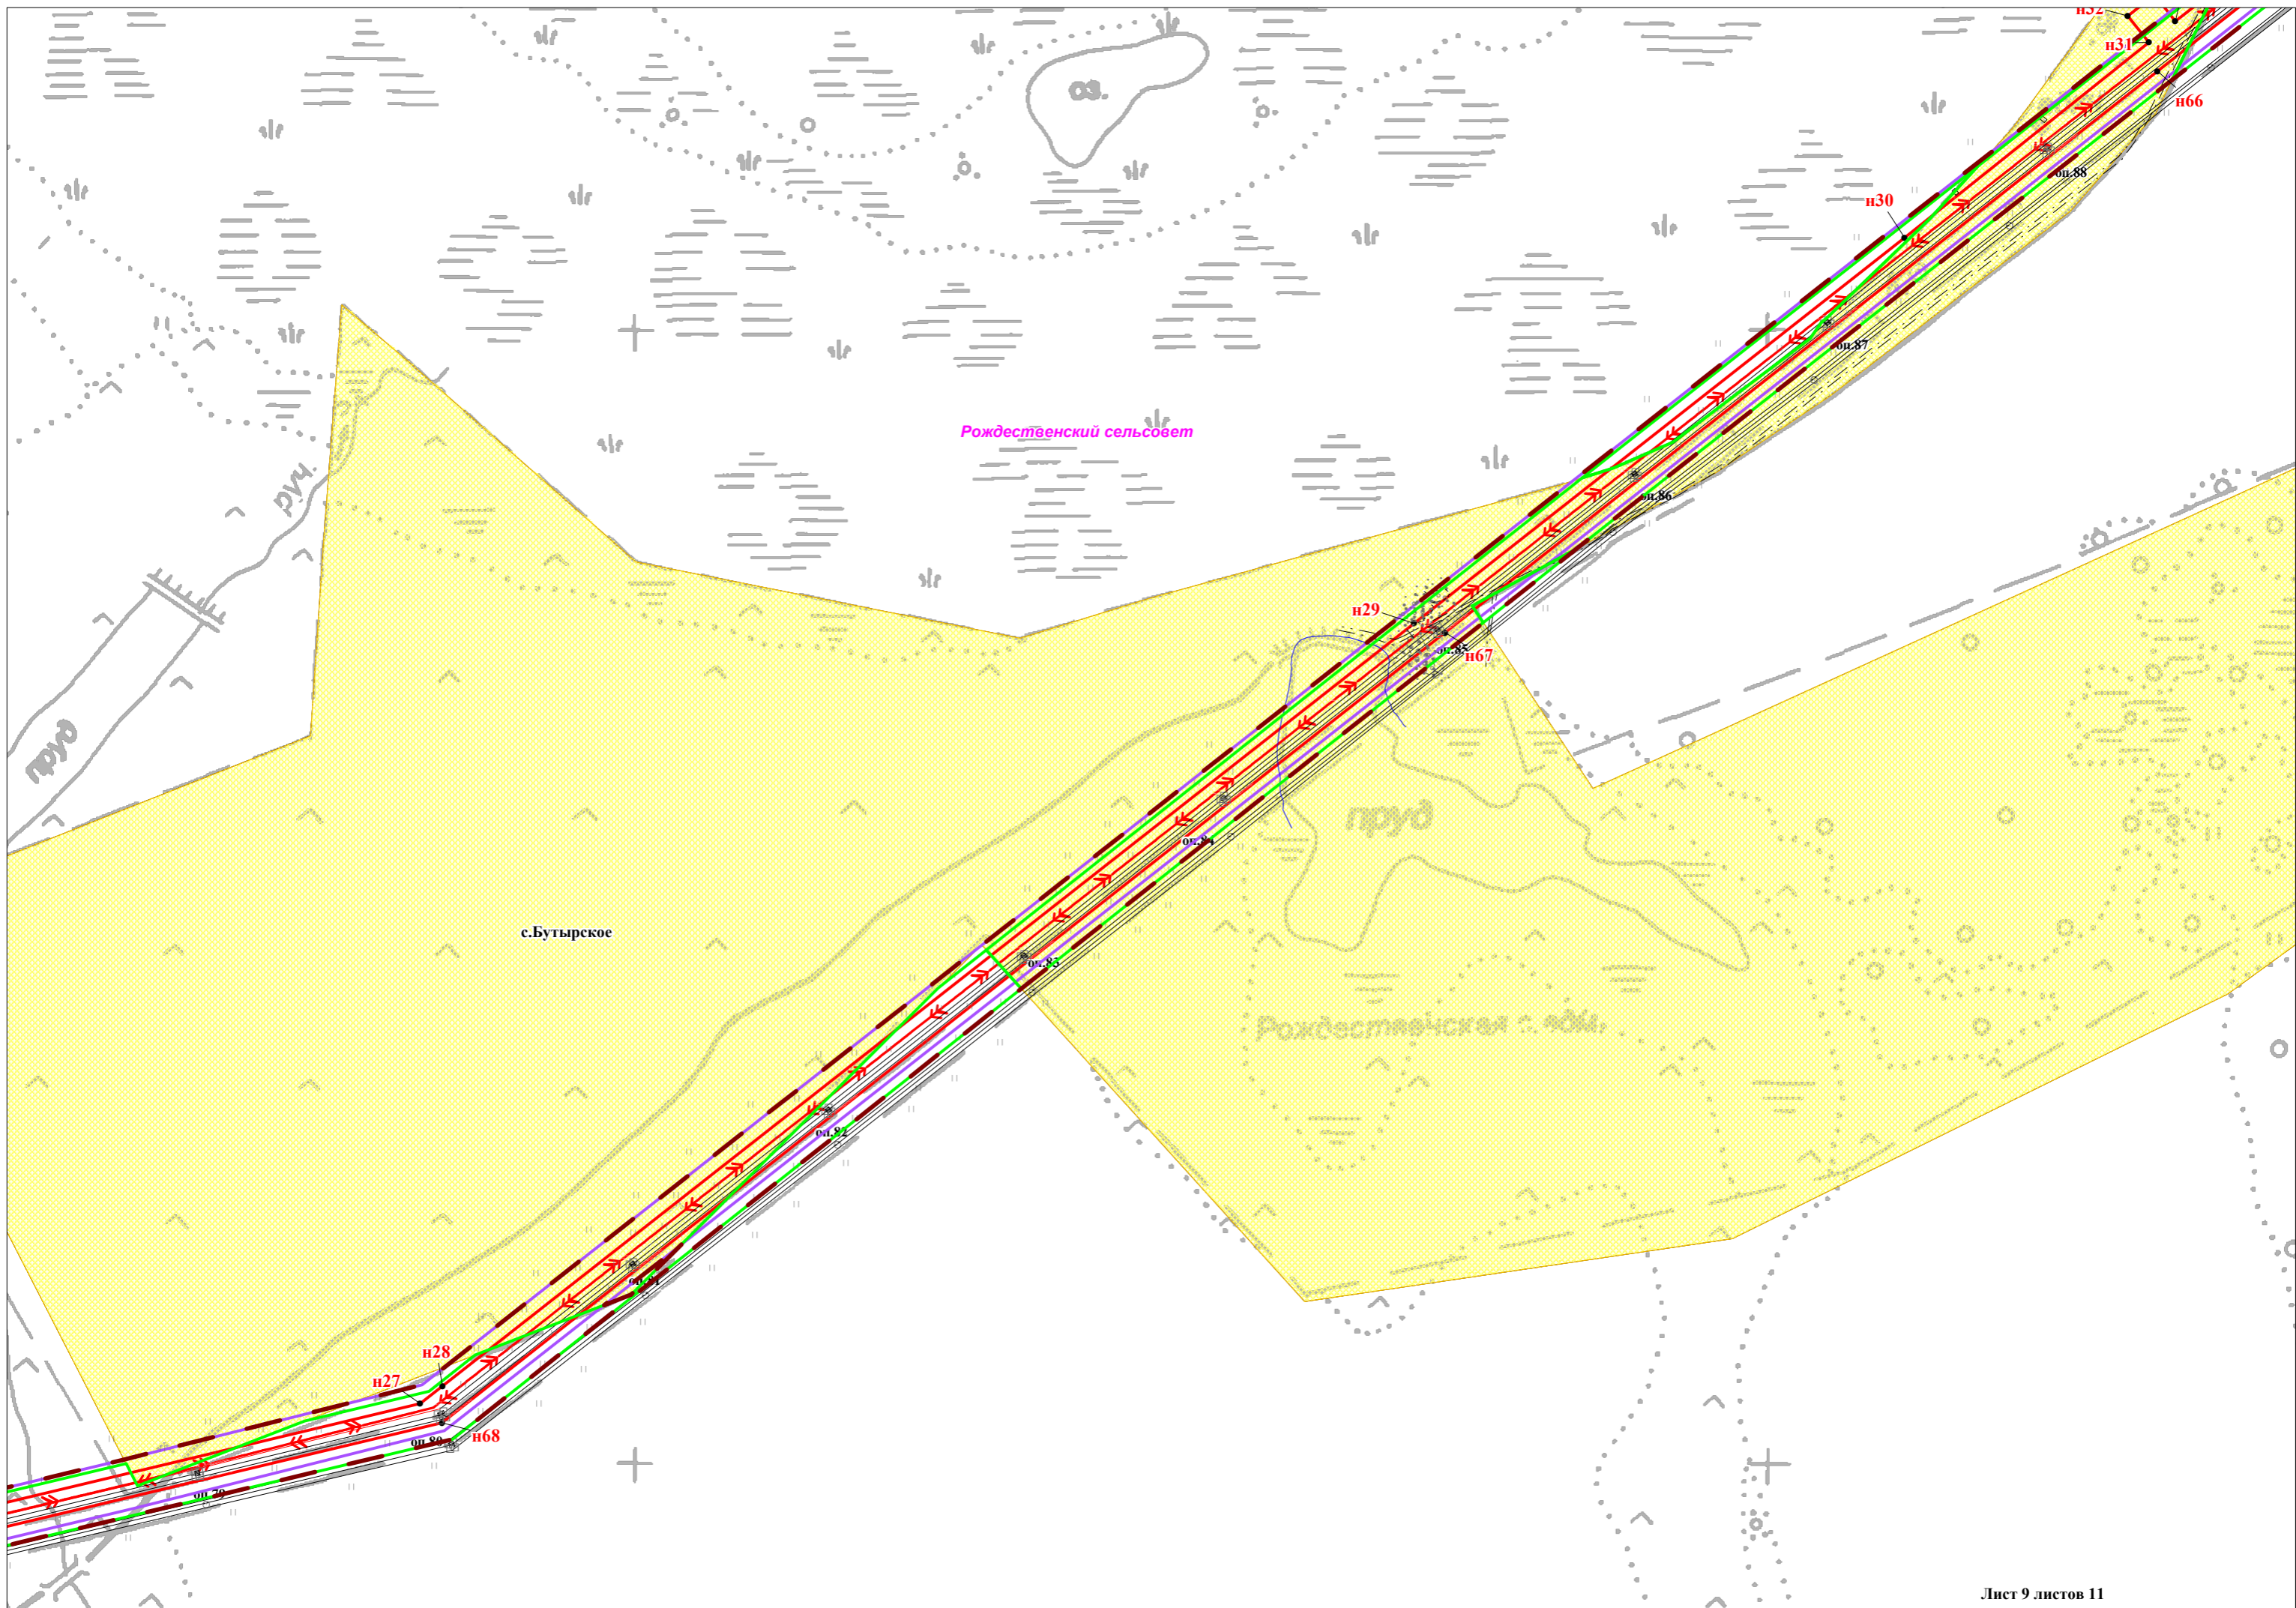 н32
н31
н66
оз.
оп.88
н30
оп.87
Рождественский сельсовет
руч.
оп.86
н29
оп.85
н67
пруд
пруд
оп.84
с.Бутырское
оп.83
Рождественская с. адм.
оп.82
оп.81
н28
н27
н68
оп.80
оп.79
Лист 9 листов 11